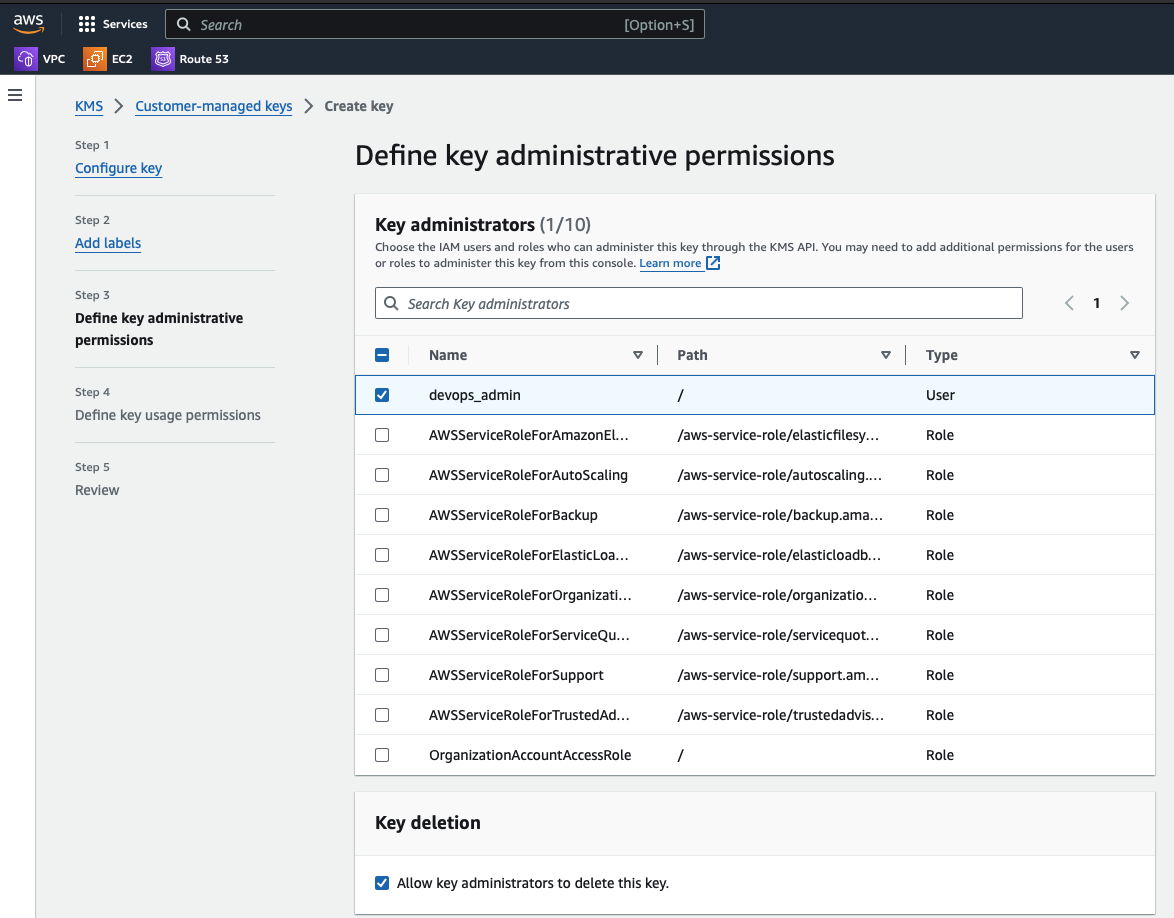 aws
Services
Search [Option+S]
VPC EC2 Route 53
KMS Customer-managed keys Create key
Step 1
Configure key
Step 2
Add labels
Step 3
Define key administrative
permissions
Step 4
Define key usage permissions
Step 5
Review
Define key administrative permissions
Key administrators (1/10)
Choose the IAM users and roles who can administer this key through the KMS API. You may need to add additional permissions for the users
or roles to administer this key from this console. Learn more
Search Key administrators
1
Name Path Type
devops_admin / User
AWSServiceRoleForAmazonEl… /aws-service-role/elasticfilesy… Role
AWSServiceRoleForAutoScaling /aws-service-role/autoscaling.… Role
AWSServiceRoleForBackup /aws-service-role/backup.ama… Role
AWSServiceRoleForElasticLoa… /aws-service-role/elasticloadb… Role
AWSServiceRoleForOrganizati… /aws-service-role/organizatio… Role
AWSServiceRoleForServiceQu… /aws-service-role/servicequot… Role
AWSServiceRoleForSupport /aws-service-role/support.am… Role
AWSServiceRoleForTrustedAd… /aws-service-role/trustedadvis… Role
OrganizationAccountAccessRole / Role
Key deletion
Allow key administrators to delete this key.